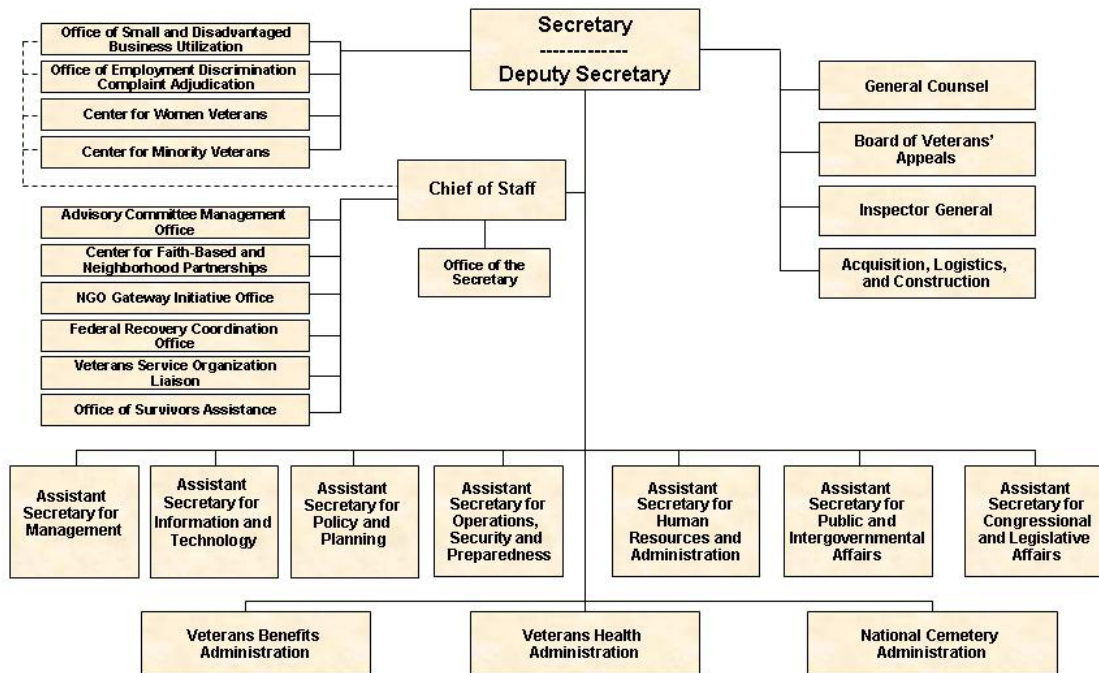 Secretary
-------------
Deputy Secretary
Office of Small and Disadvantaged
Business Utilization
Office of Employment Discrimination
Complaint Adjudication
Center for Women Veterans
Center for Minority Veterans
General Counsel
Board of Veterans'
Appeals
Inspector General
Acquisition, Logistics,
and Construction
Chief of Staff
Office of the
Secretary
Advisory Committee Management
Office
Center for Faith-Based and
Neighborhood Partnerships
NGO Gateway Initiative Office
Federal Recovery Coordination
Office
Veterans Service Organization
Liaison
Office of Survivors Assistance
Assistant
Secretary for
Management
Assistant
Secretary for
Information and
Technology
Assistant
Secretary for
Policy and
Planning
Assistant
Secretary for
Operations,
Security and
Preparedness
Assistant
Secretary for
Human
Resources and
Administration
Assistant
Secretary for
Public and
Intergovernmental
Affairs
Assistant
Secretary for
Congressional
and Legislative
Affairs
Veterans Benefits
Administration
Veterans Health
Administration
National Cemetery
Administration